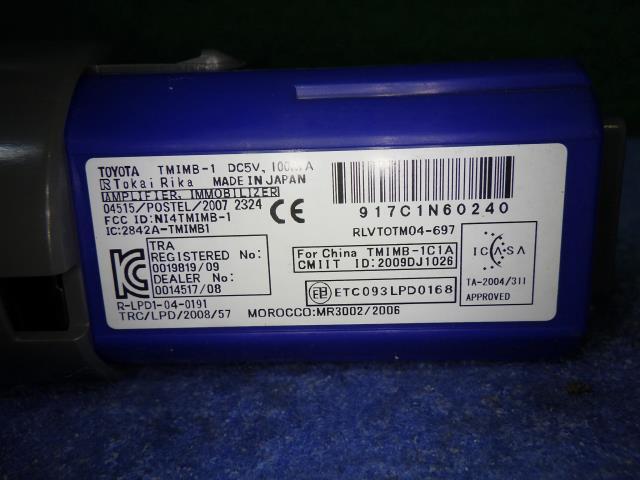 TOYOTA TMIMB-1 DC5V, 100mA
Tokai Rika MADE IN JAPAN
AMPLIFIER, IMMOBILIZER
04515/POSTEL/2007 2324
FCC ID:NI4TMIMB-1
IC:2842A-TMIMB1
CE
TRA
REGISTERED No:
0019819/09
DEALER No:
0014517/08
R-LPD1-04-0191
TRC/LPD/2008/57
917C1N60240
RLVTOTM04-697
For China TMIMB-1C1A
CMIIT ID:2009DJ1026
ETC093LPD0168
MOROCCO:MR3002/2006
ICASA
TA-2004/311
APPROVED